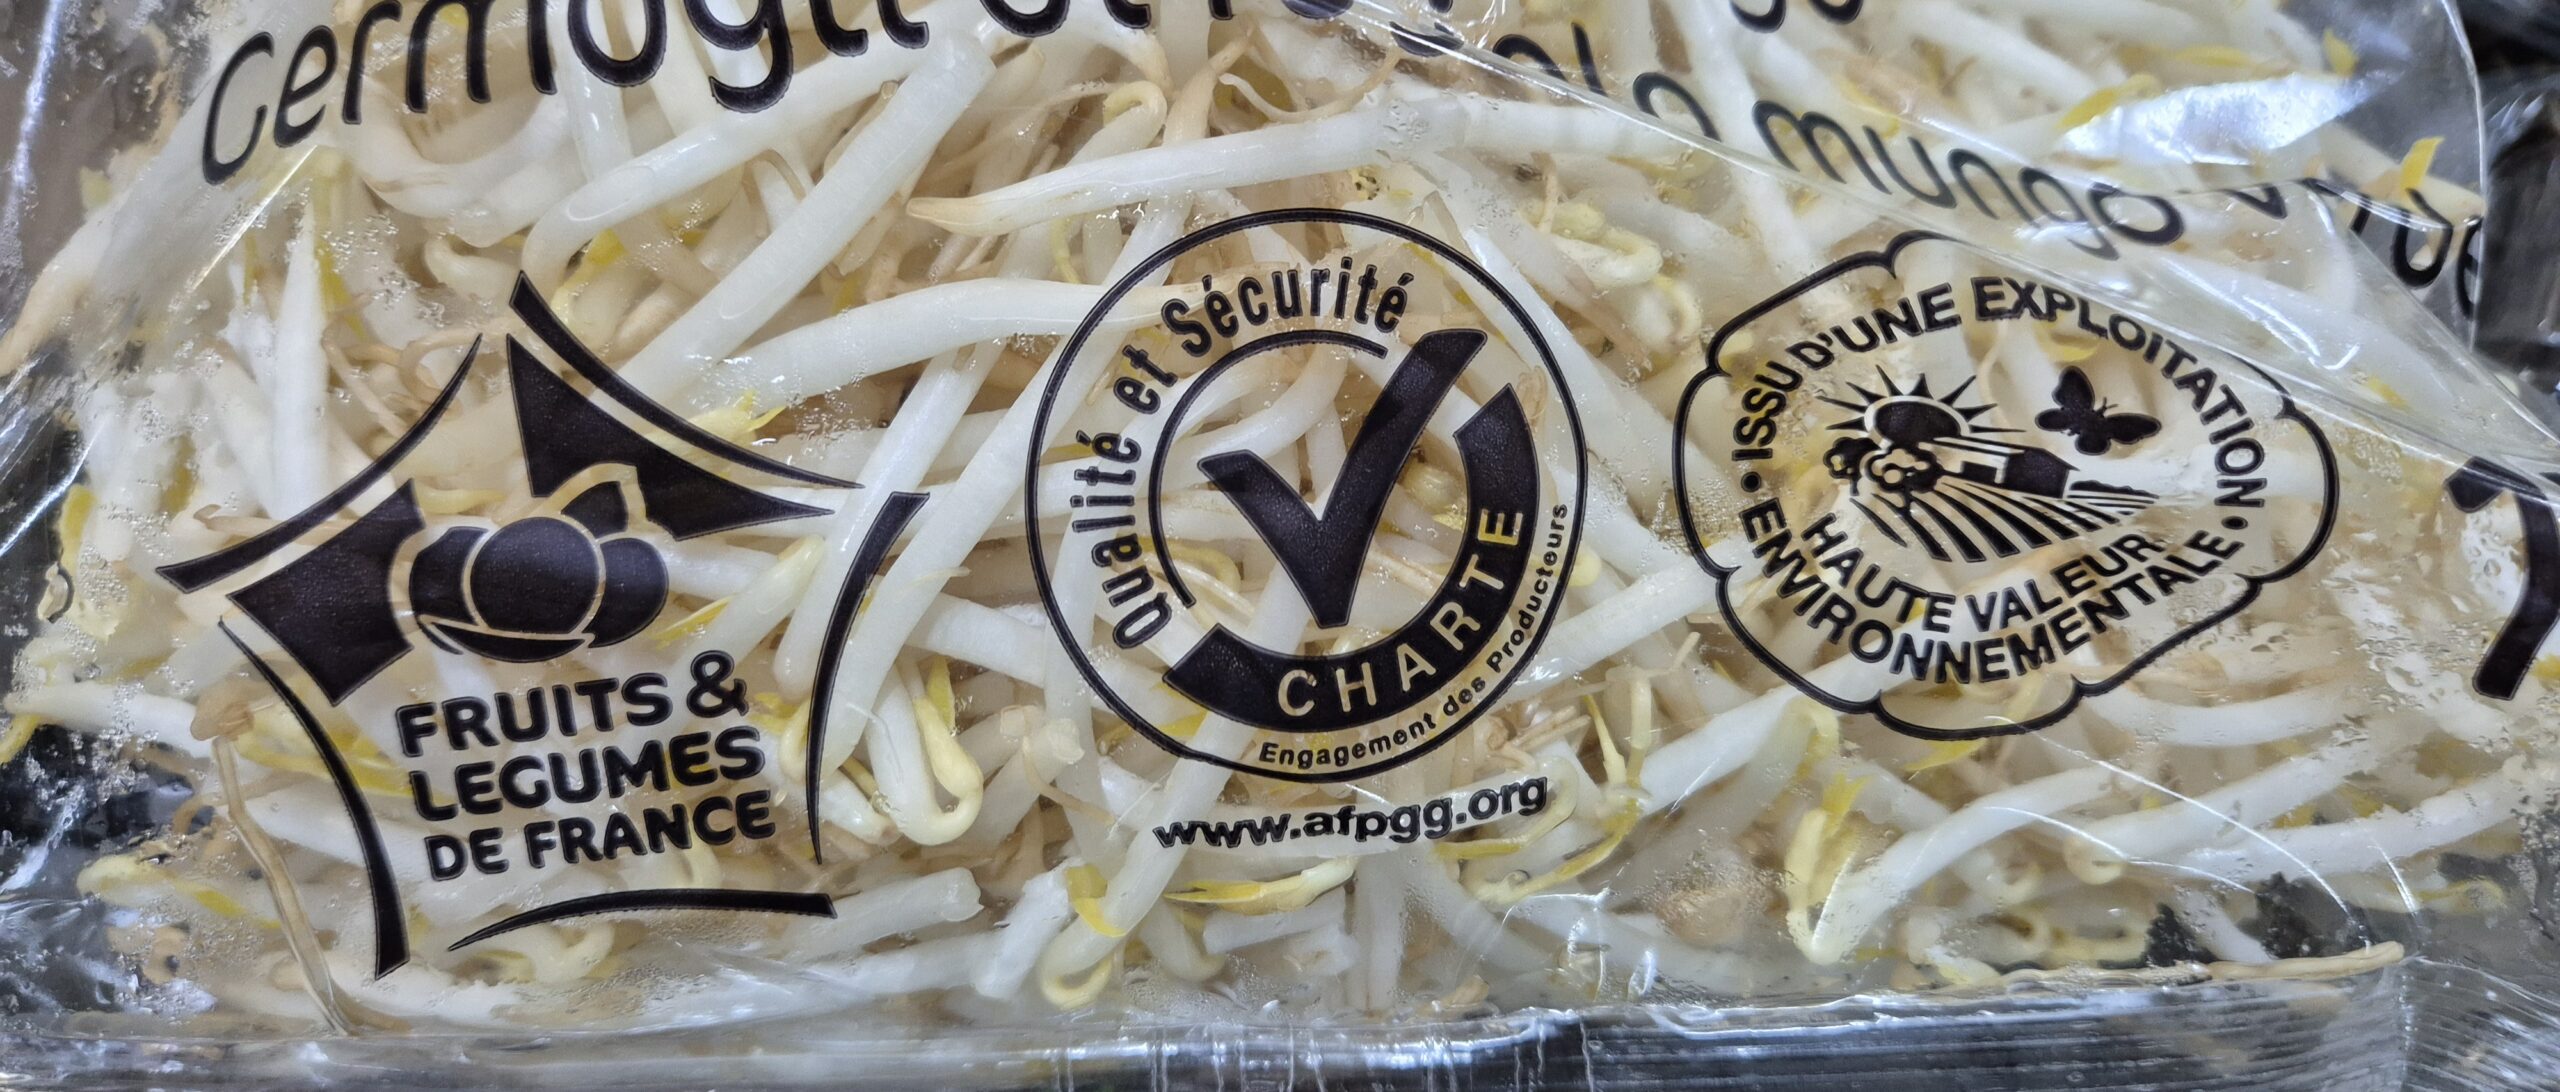 mungo
Qualité et Sécurité
CHARTE
Engagement des Producteurs
www.afpgg.org
FRUITS &
LEGUMES
DE FRANCE
• ISSU D'UNE EXPLOITATION •
HAUTE VALEUR
ENVIRONNEMENTALE